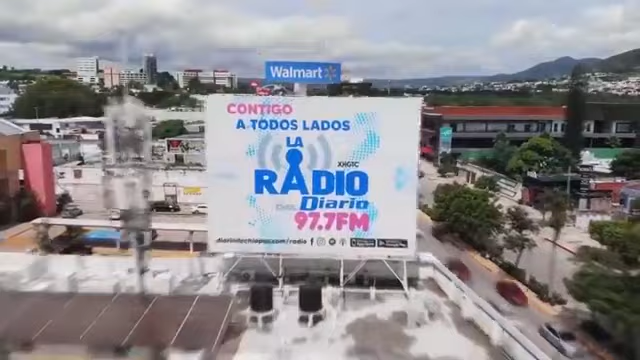 Walmart
CONTIGO
A TODOS LADOS
LA
XHGTC
RADIO
Diario
97.7FM
diariodechiapas.com/radio